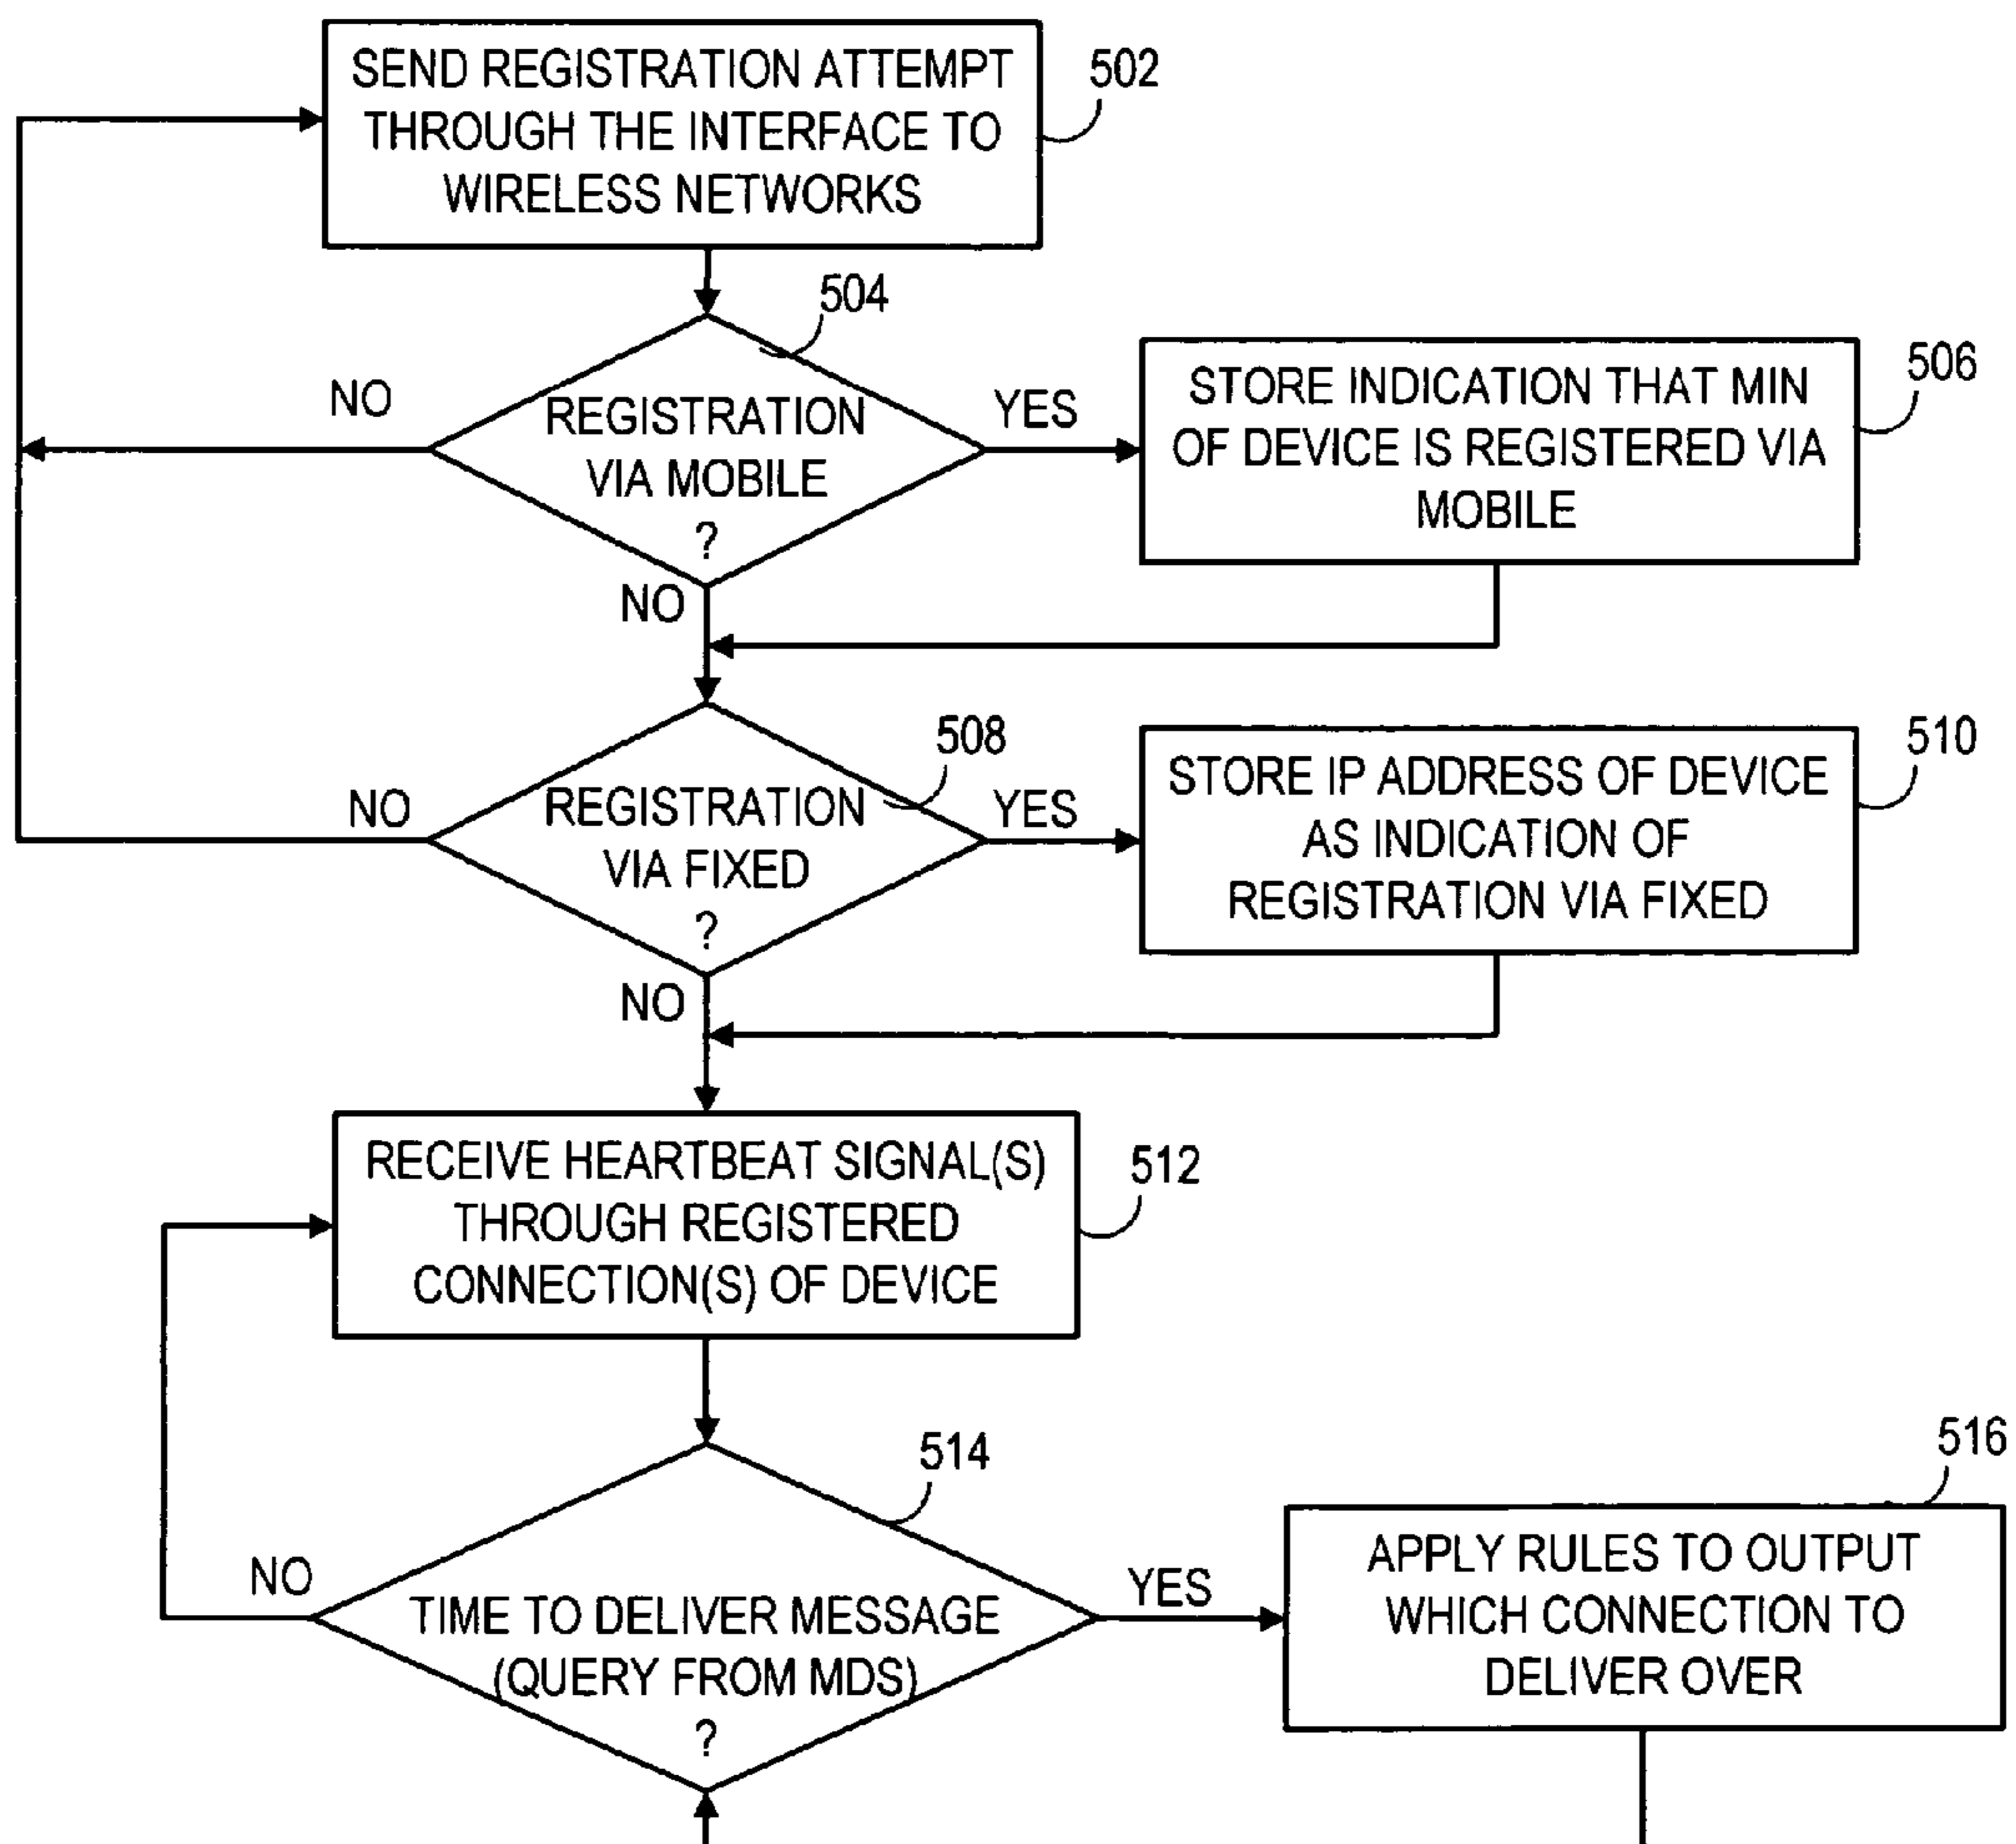 SEND REGISTRATION ATTEMPT
THROUGH THE INTERFACE TO
WIRELESS NETWORKS
502
504
NO
REGISTRATION
VIA MOBILE
?
YES
NO
STORE INDICATION THAT MIN
OF DEVICE IS REGISTERED VIA
MOBILE
506
508
NO
REGISTRATION
VIA FIXED
?
YES
NO
STORE IP ADDRESS OF DEVICE
AS INDICATION OF
REGISTRATION VIA FIXED
510
RECEIVE HEARTBEAT SIGNAL(S)
THROUGH REGISTERED
CONNECTION(S) OF DEVICE
512
514
NO
TIME TO DELIVER MESSAGE
(QUERY FROM MDS)
?
YES
516
APPLY RULES TO OUTPUT
WHICH CONNECTION TO
DELIVER OVER